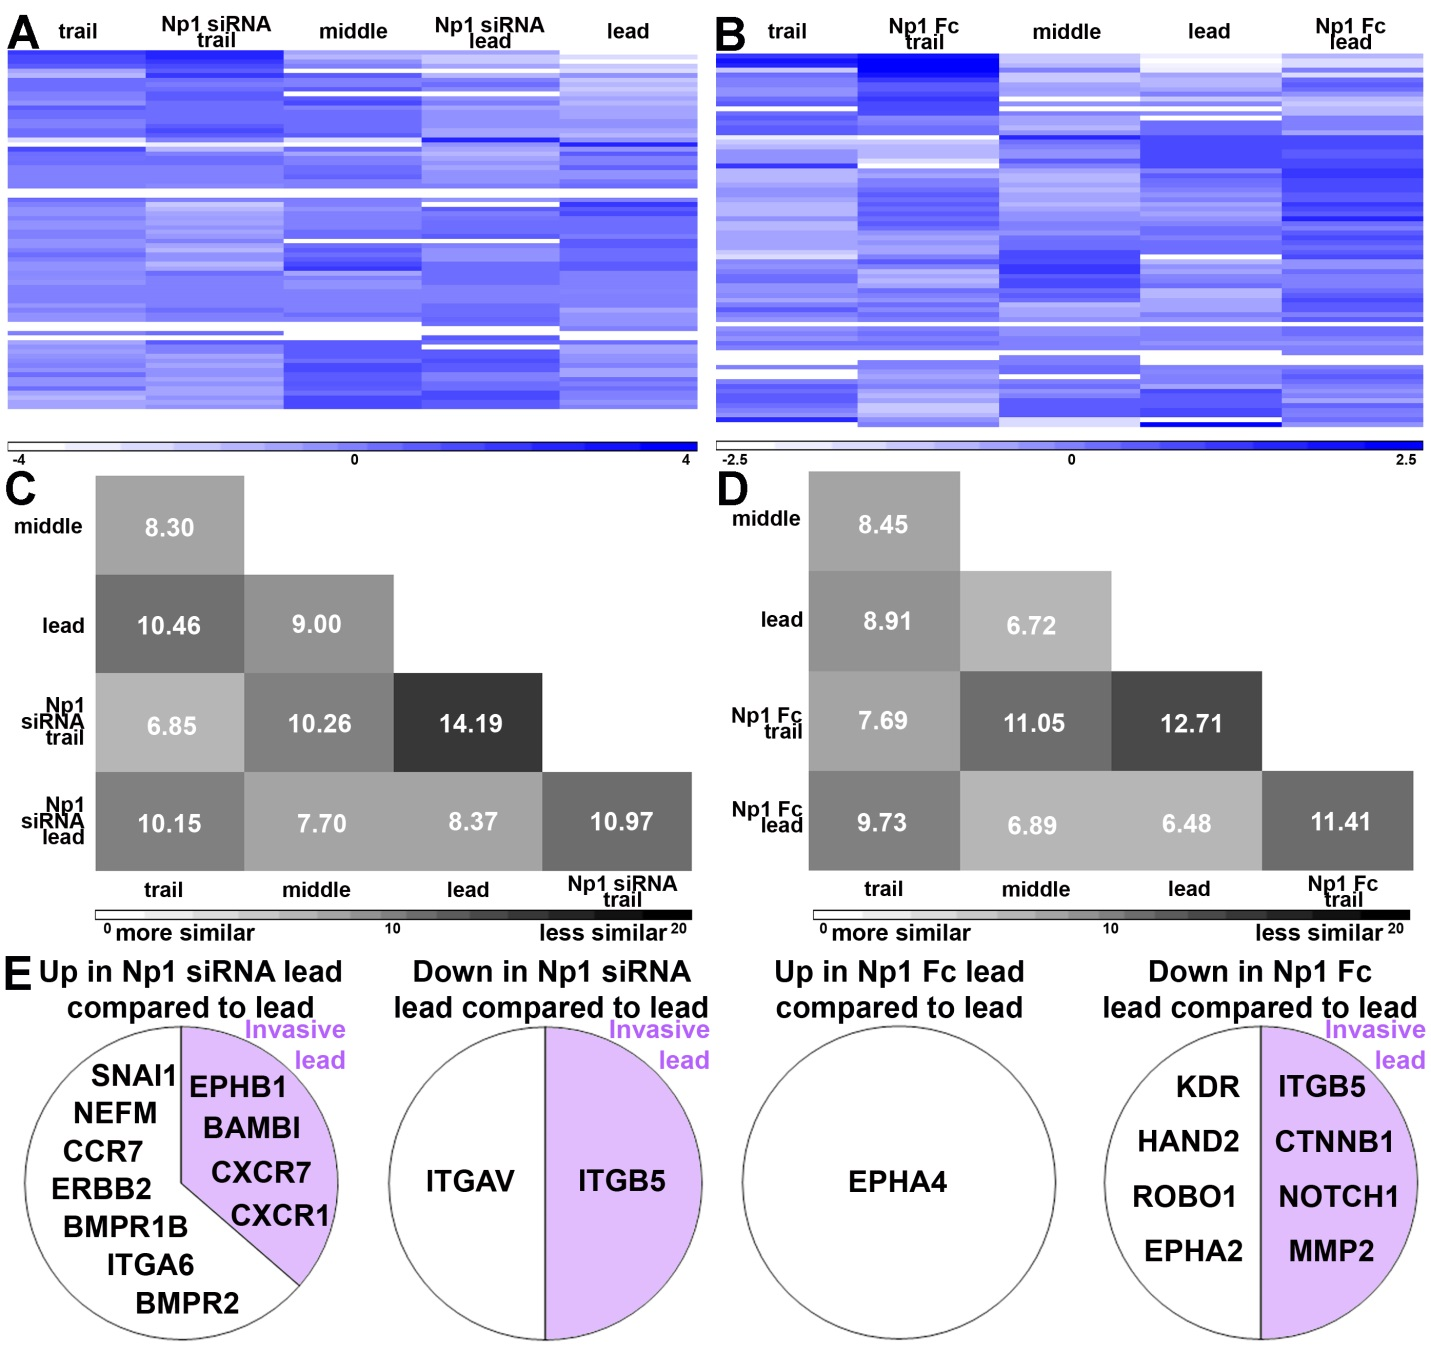 A
trail
Np1 siRNA
trail
middle
Np1 siRNA
lead
lead
B
trail
Np1 Fc
trail
middle
lead
Np1 Fc
lead
-4
0
4
-2.5
0
2.5
C
middle
8.30
lead
10.46
9.00
Np1
siRNA
trail
6.85
10.26
14.19
Np1
siRNA
lead
10.15
7.70
8.37
10.97
trail
middle
lead
Np1 siRNA
trail
0
more similar
10
less similar
20
D
middle
8.45
lead
8.91
6.72
Np1 Fc
trail
7.69
11.05
12.71
Np1 Fc
lead
9.73
6.89
6.48
11.41
trail
middle
lead
Np1 Fc
trail
0
more similar
10
less similar
20
E
Up in Np1 siRNA lead
compared to lead
Invasive
lead
SNAI1
NEFM
CCR7
ERBB2
BMPR1B
ITGA6
BMPR2
EPHB1
BAMBI
CXCR7
CXCR1
Down in Np1 siRNA
lead compared to lead
Invasive
lead
ITGAV
ITGB5
Up in Np1 Fc lead
compared to lead
EPHA4
Down in Np1 Fc
lead compared to lead
Invasive
lead
KDR
HAND2
ROBO1
EPHA2
ITGB5
CTNNB1
NOTCH1
MMP2